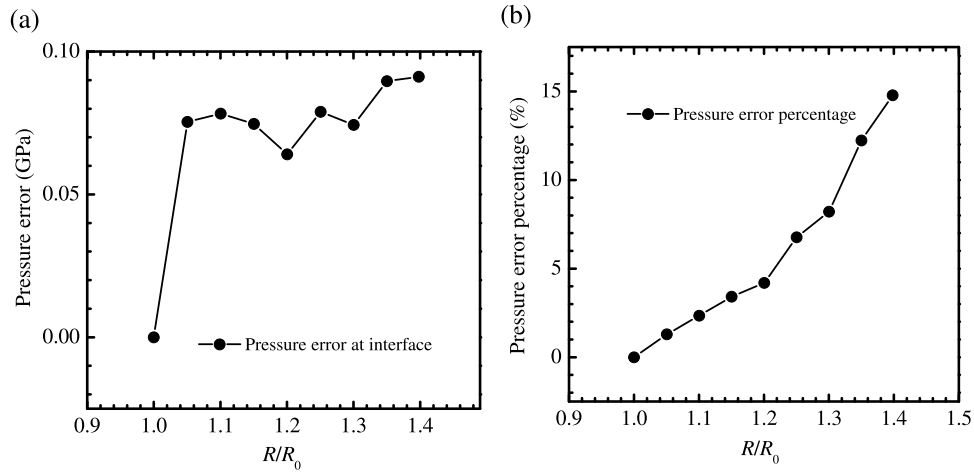 (a)
0.10
0.05
0.00
Pressure error (GPa)
Pressure error at interface
0.9 1.0 1.1 1.2 1.3 1.4
R/R0
(b)
15
10
5
0
Pressure error percentage (%)
Pressure error percentage
0.9 1.0 1.1 1.2 1.3 1.4 1.5
R/R0